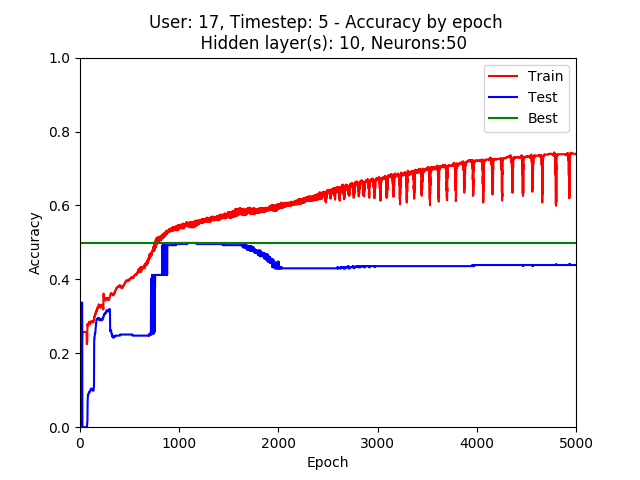 User: 17, Timestep: 5 - Accuracy by epoch
Hidden layer(s): 10, Neurons:50
1.0
0.8
0.6
0.4
0.2
0.0
Accuracy
Train
Test
Best
0 1000 2000 3000 4000 5000
Epoch